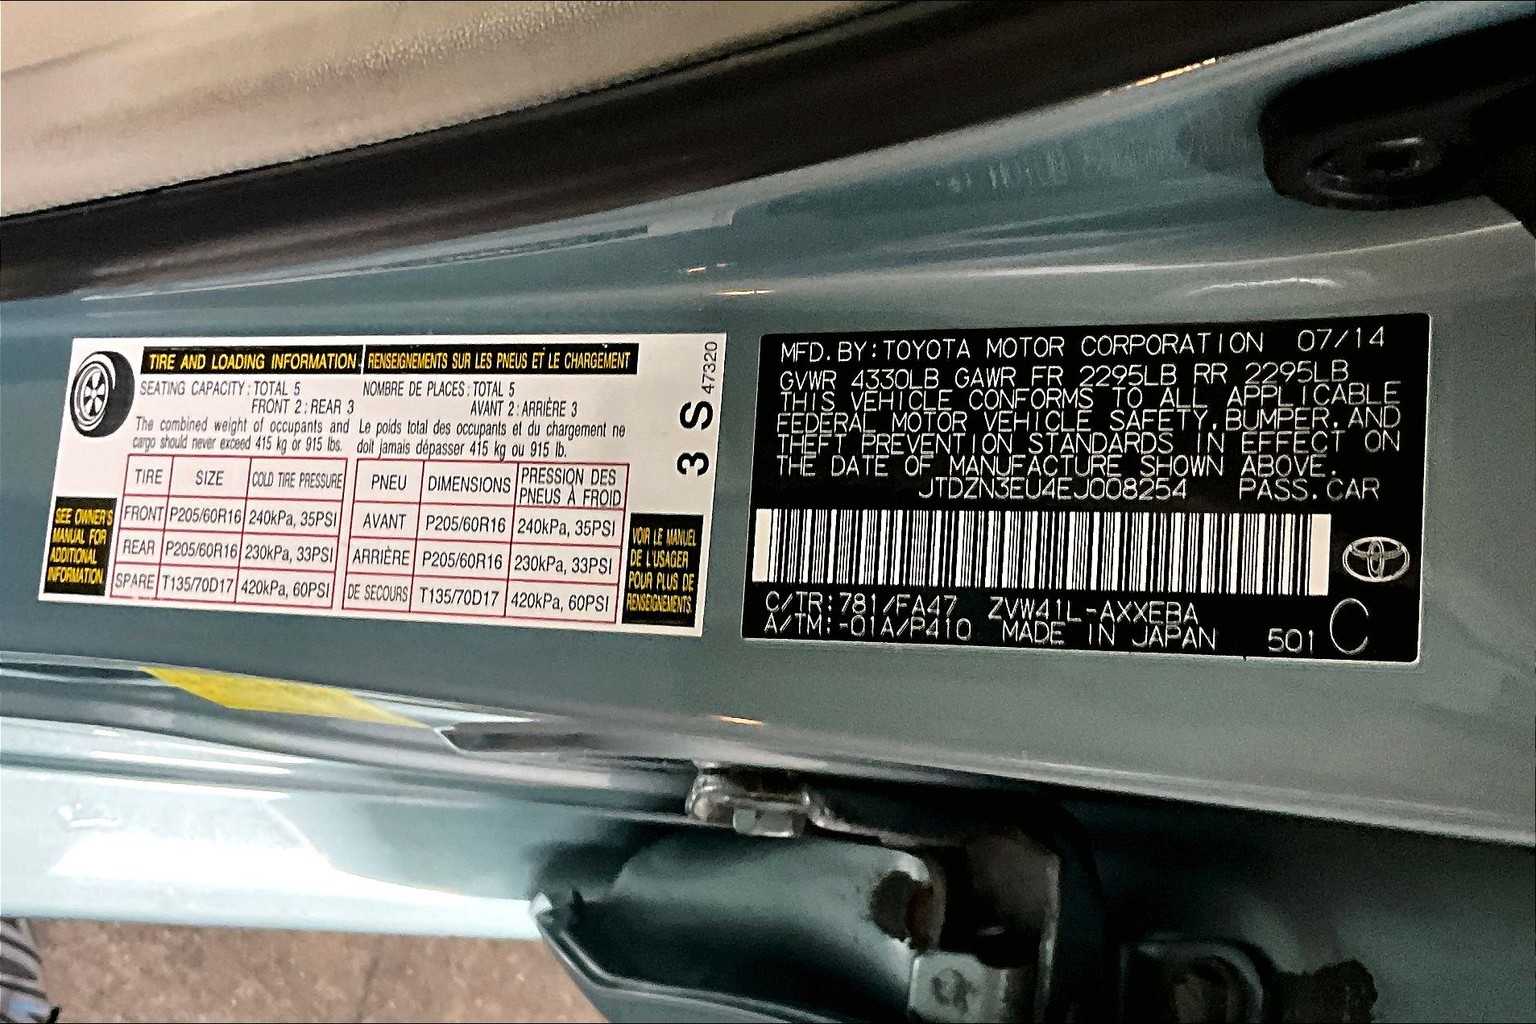 TIRE AND LOADING INFORMATION
RENSEIGNEMENTS SUR LES PNEUS ET LE CHARGEMENT
SEATING CAPACITY: TOTAL 5
FRONT 2: REAR 3
The combined weight of occupants and
cargo should never exceed 415 kg or 915 lbs.
NOMBRE DE PLACES: TOTAL 5
AVANT 2: ARRIÈRE 3
Le poids total des occupants et du chargement ne
doit jamais dépasser 415 kg ou 915 lb.
3 S 47320
SEE OWNER'S
MANUAL FOR
ADDITIONAL
INFORMATION.
TIRE SIZE COLD TIRE PRESSURE
FRONT P205/60R16 240kPa, 35PSI
REAR P205/60R16 230kPa, 33PSI
SPARE T135/70D17 420kPa, 60PSI
PNEU DIMENSIONS PRESSION DES
PNEUS À FROID
AVANT P205/60R16 240kPa, 35PSI
ARRIÈRE P205/60R16 230kPa, 33PSI
DE SECOURS T135/70D17 420kPa, 60PSI
VOIR LE MANUEL
DE L'USAGER
POUR PLUS DE
RENSEIGNEMENTS.
MFD. BY: TOYOTA MOTOR CORPORATION 07/14
GVWR 4330LB GAWR FR 2295LB RR 2295LB
THIS VEHICLE CONFORMS TO ALL APPLICABLE
FEDERAL MOTOR VEHICLE SAFETY, BUMPER, AND
THEFT PREVENTION STANDARDS IN EFFECT ON
THE DATE OF MANUFACTURE SHOWN ABOVE.
JTDZN3EU4EJ008254 PASS. CAR
C/TR: 781/FA47 ZVW41L-AXXEBA
A/TM: -01A/P410 MADE IN JAPAN 501 C